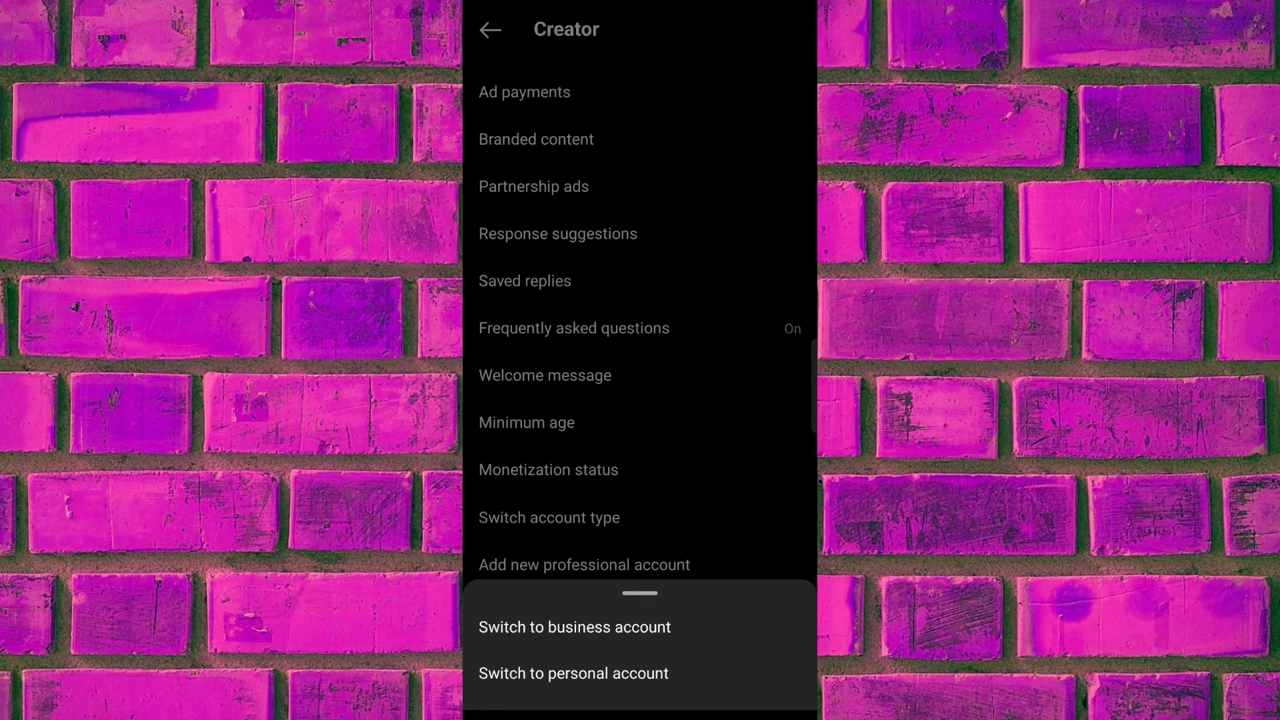 Creator
Ad payments
Branded content
Partnership ads
Response suggestions
Saved replies
Frequently asked questions On
Welcome message
Minimum age
Monetization status
Switch account type
Add new professional account
Switch to business account
Switch to personal account